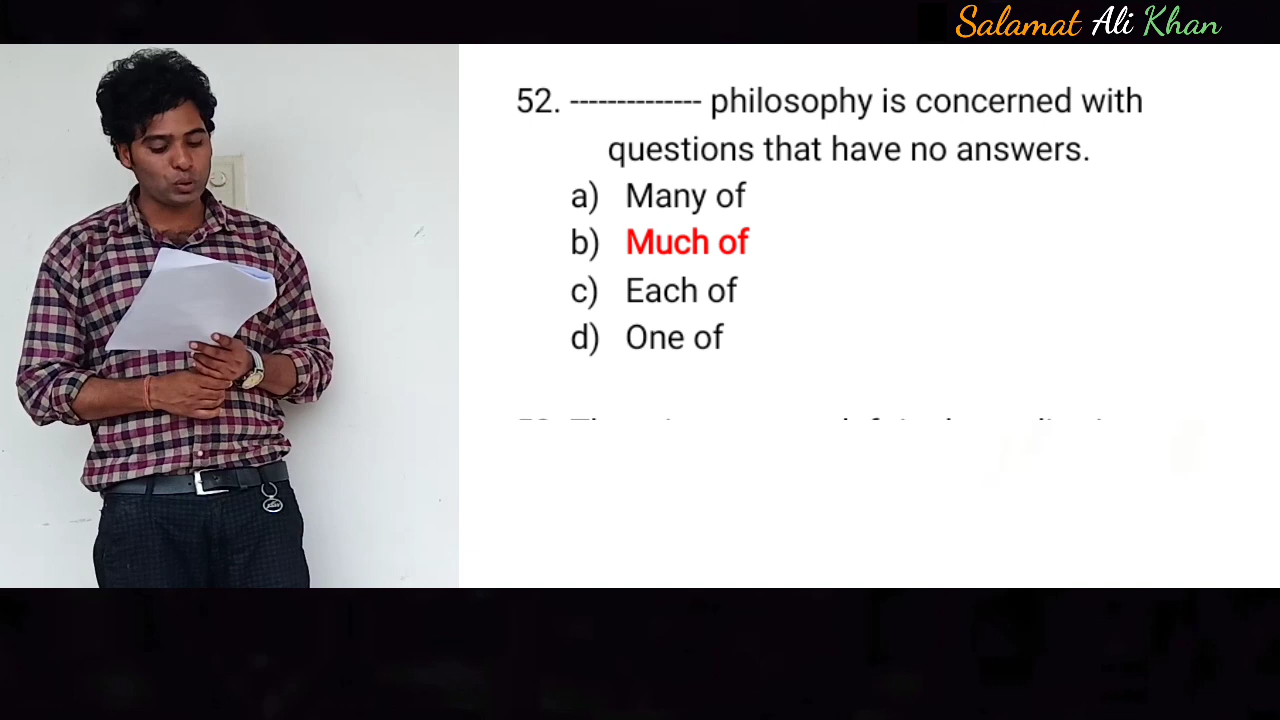 Salamat Ali Khan
52. -------------- philosophy is concerned with
questions that have no answers.
a) Many of
b) Much of
c) Each of
d) One of